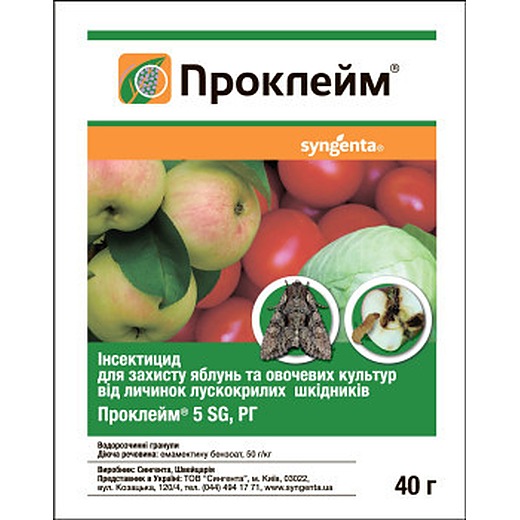 Проклейм®
syngenta®
Інсектицид
для захисту яблунь та овочевих культур
від личинок лускокрилих шкідників
Проклейм® 5 SG, РГ
Водорозчинні гранули
Діюча речовина: емамектину бензоат, 50 г/кг
Виробник: Сингента, Швейцарія
Представник в Україні: ТОВ "Сингента", м. Київ, 03022,
вул. Козацька, 120/4, тел. (044) 494 17 71, www.syngenta.ua
40 г